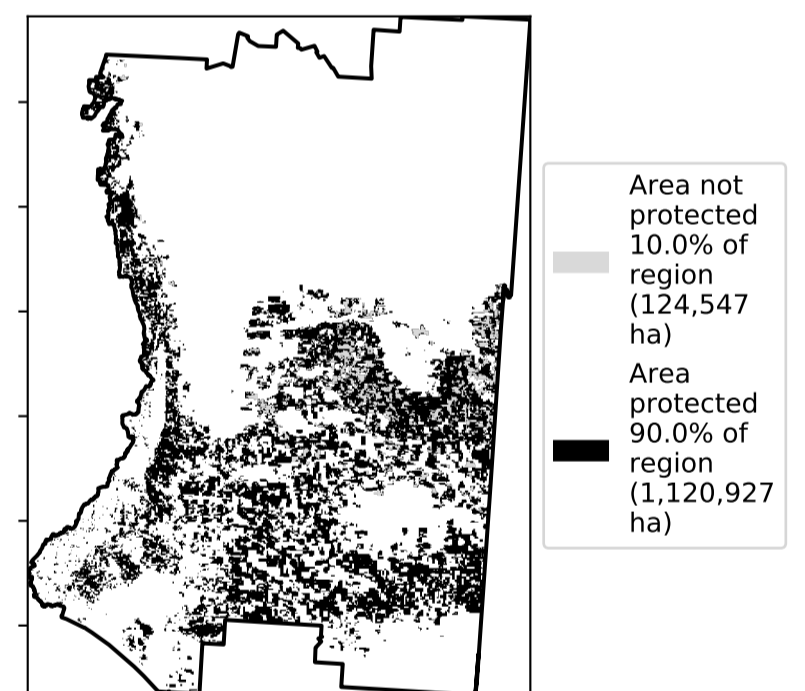 Area not
protected
10.0% of
region
(124,547
ha)
Area
protected
90.0% of
region
(1,120,927
ha)